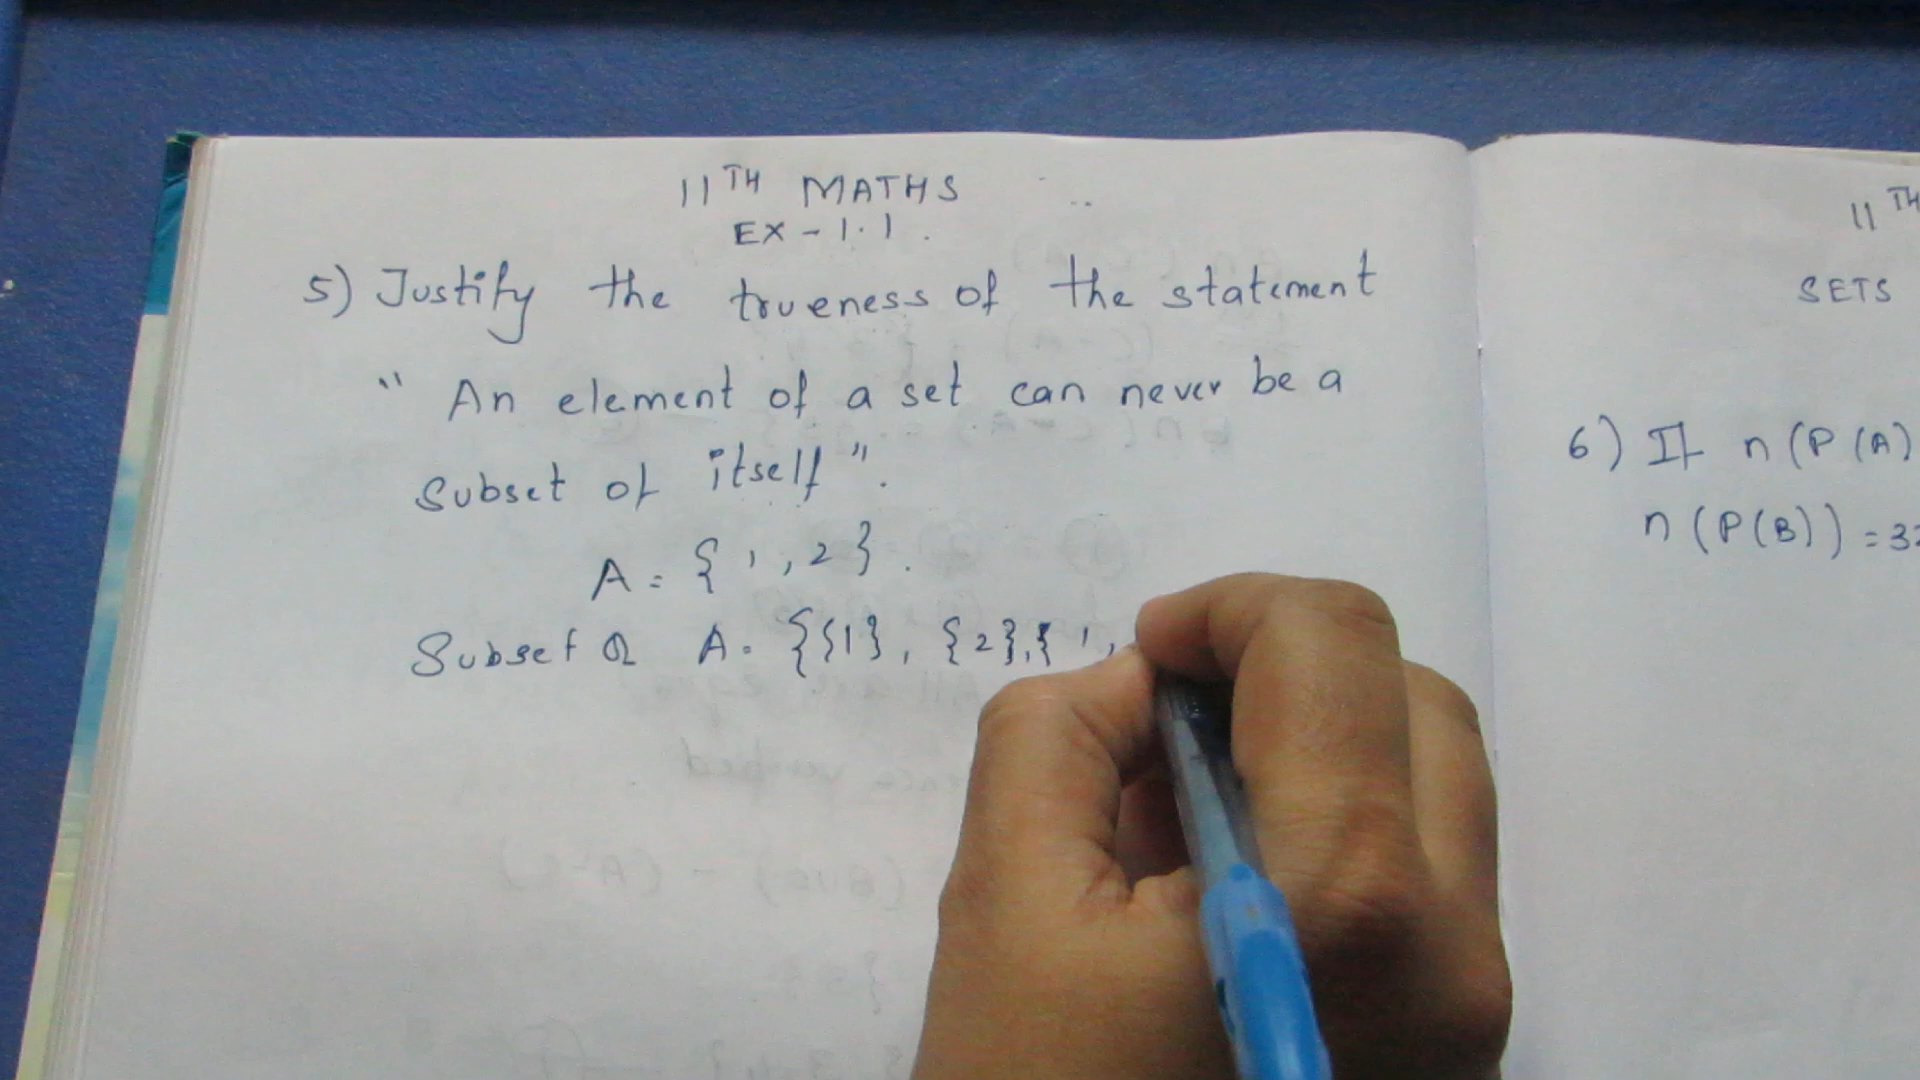 11TH MATHS
EX - 1.1.
5) Justify the trueness of the statement
" An element of a set can never be a
Subset of itself ".
A = { 1, 2 }.
Subset of A = {{1}, {2}, { 1,
11 TH
SETS
6) If n (P (A)
n (P(B)) = 32